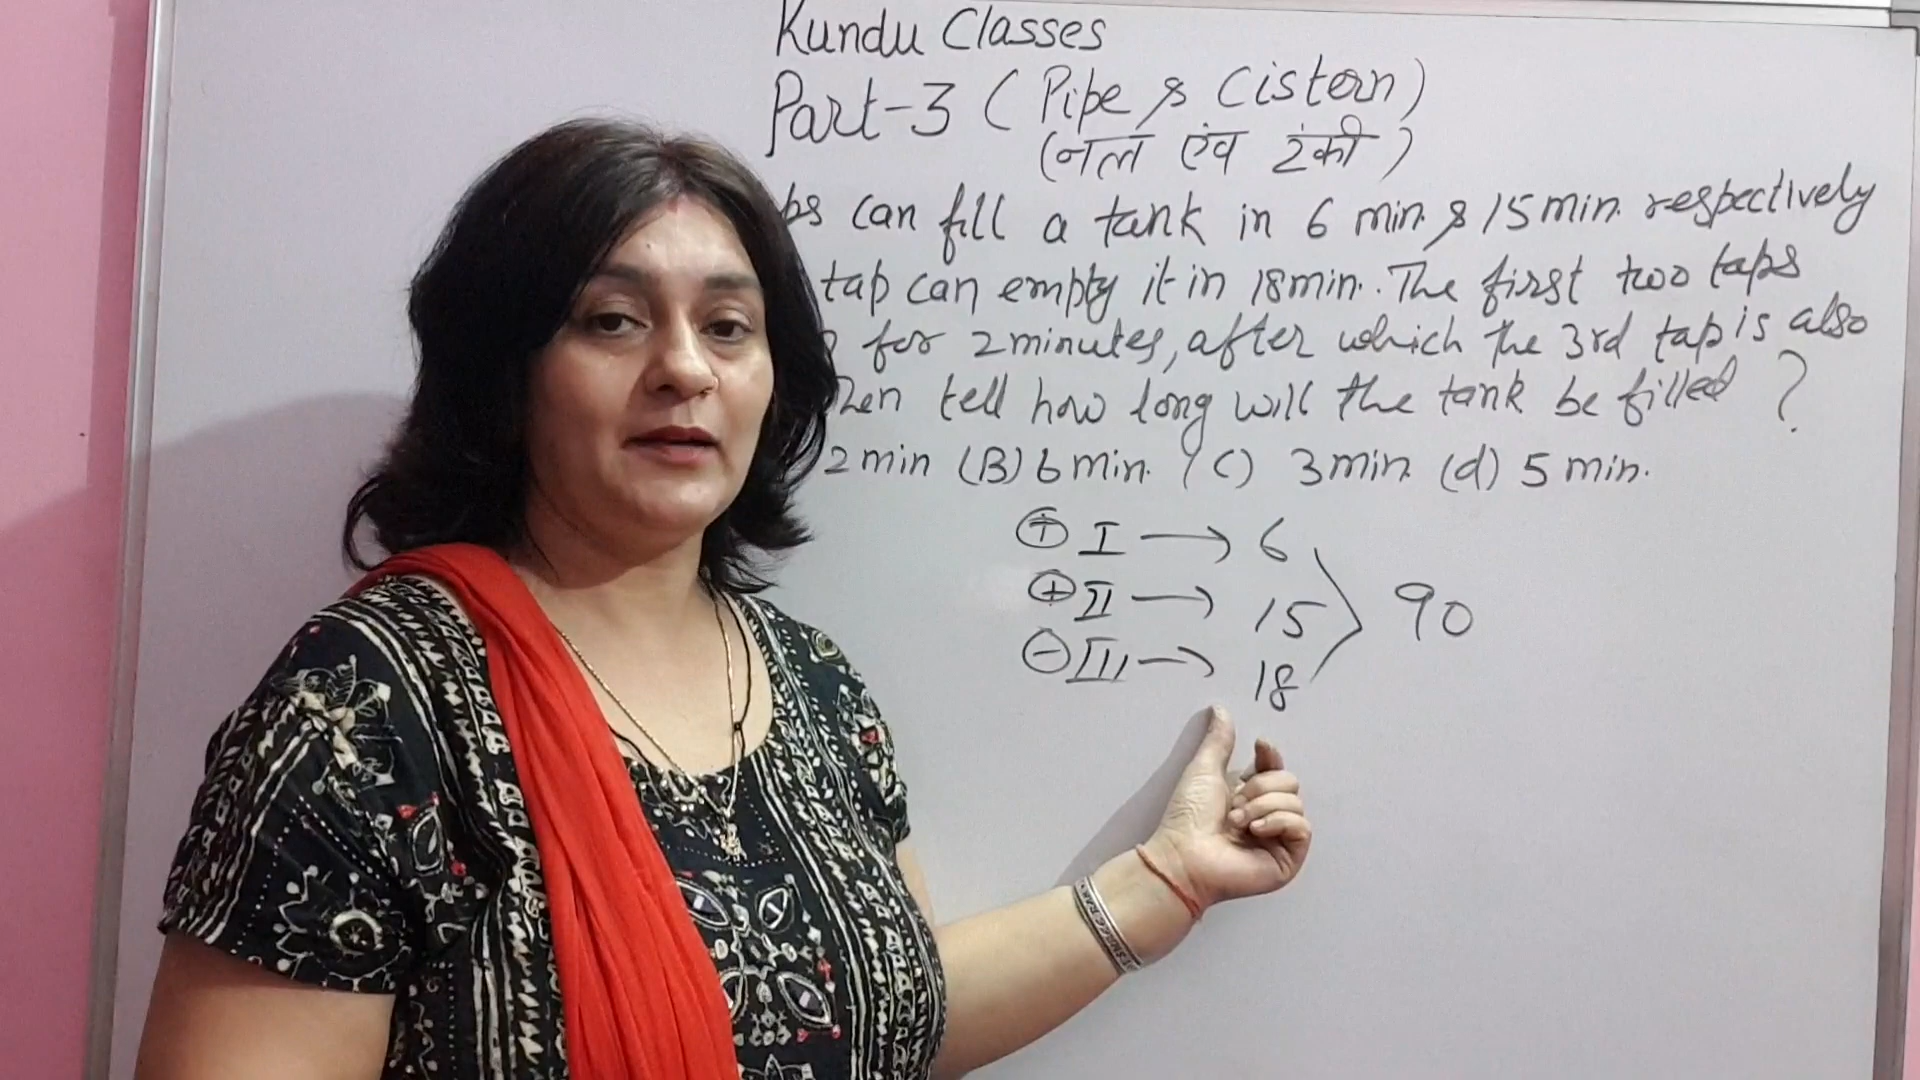 Kundu Classes
Part-3 ( Pipe & Cistern )
(नल एंव टंकी)
can fill a tank in 6 min. & 15 min. respectively
tap can empty it in 18 min. The first two taps
for 2 minutes, after which the 3rd tap is also
tell how long will the tank be filled ?
2 min (B) 6 min. (C) 3 min. (d) 5 min.
⊕ I → 6
⊕ II → 15
⊖ III → 18
90